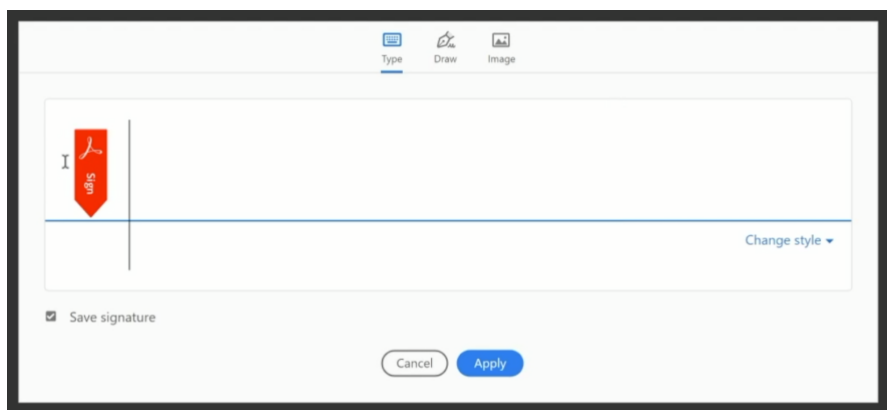 Type Draw Image
Sign
Change style
Save signature
Cancel Apply